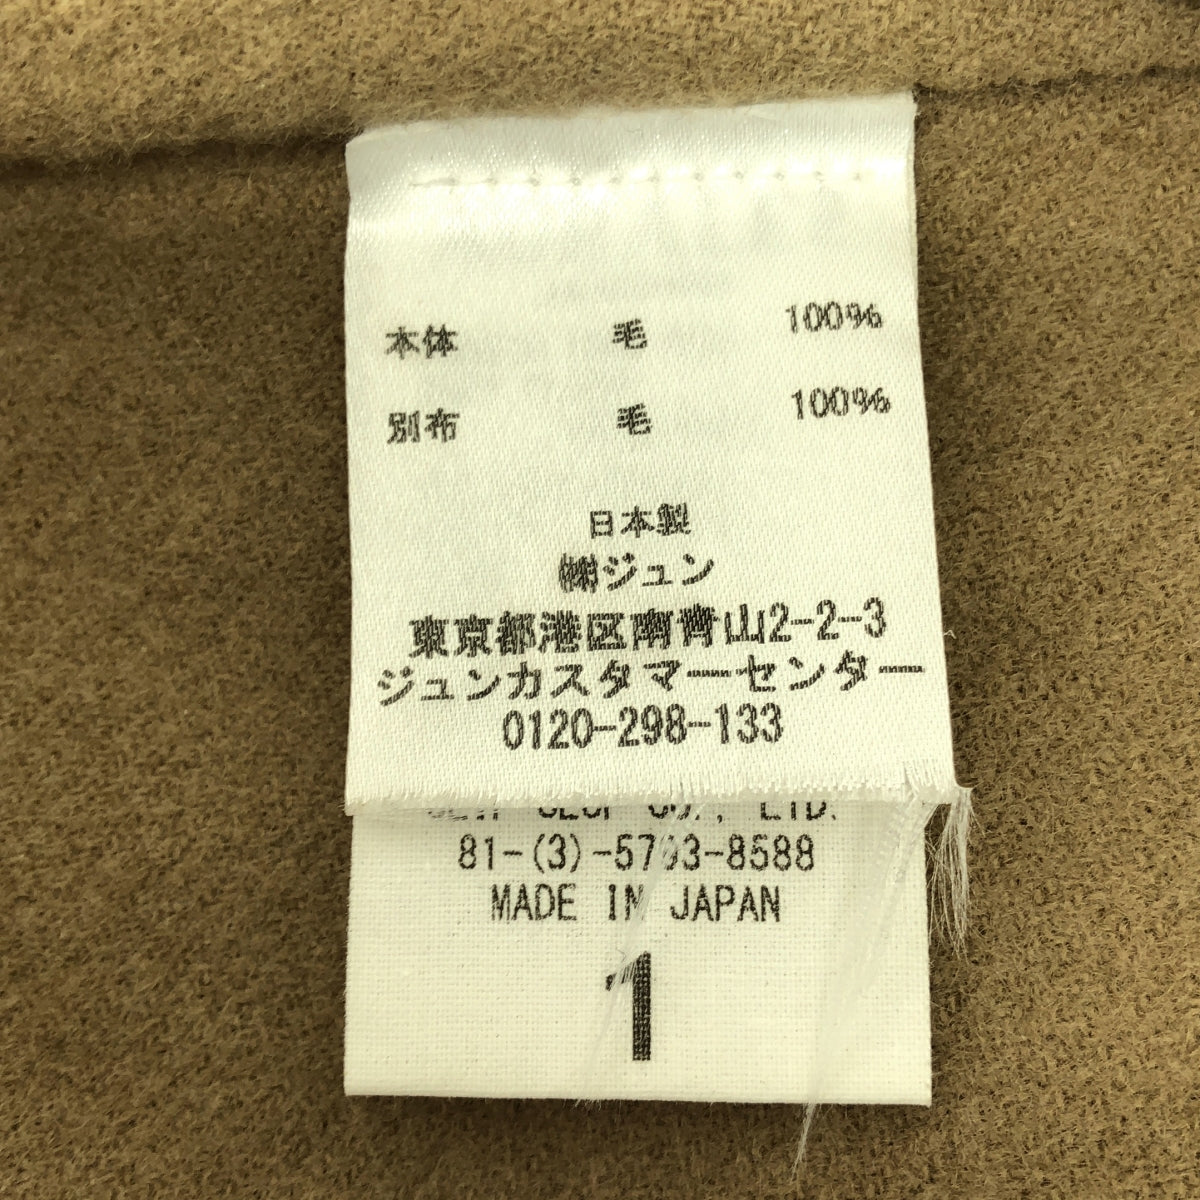 本体 毛 100%
別布 毛 100%
日本製
㈱ジュン
東京都港区南青山2-2-3
ジュンカスタマーセンター
0120-298-133
CO., LTD.
81-(3)-5793-8588
MADE IN JAPAN
1